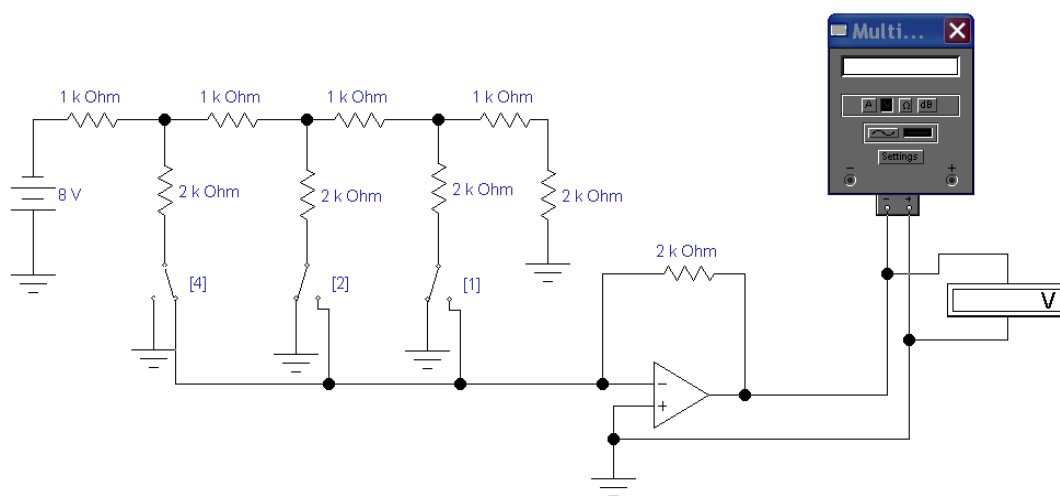 Multi...
1 k Ohm
1 k Ohm
1 k Ohm
1 k Ohm
A V Ω dB
Settings
- +
- +
8 V
2 k Ohm
2 k Ohm
2 k Ohm
2 k Ohm
[4]
[2]
[1]
2 k Ohm
V
-
+